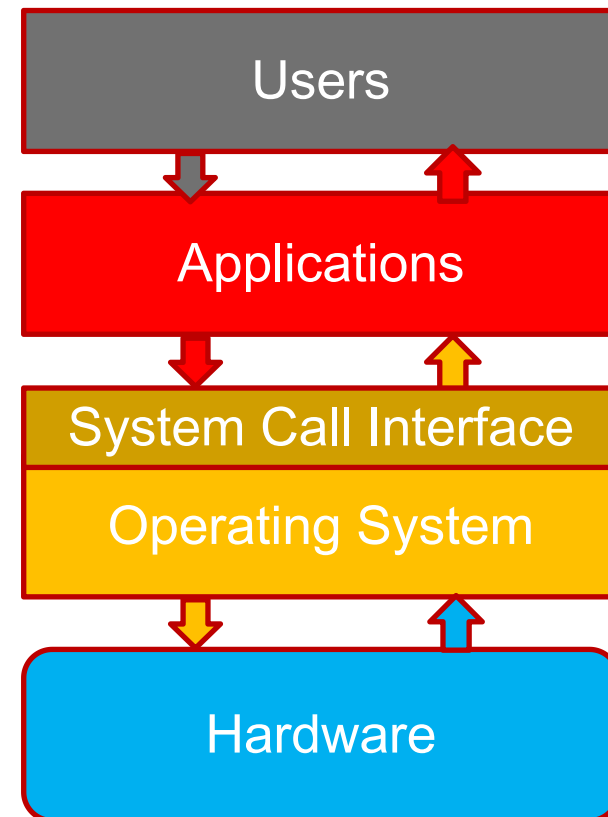 Users
Applications
System Call Interface
Operating System
Hardware